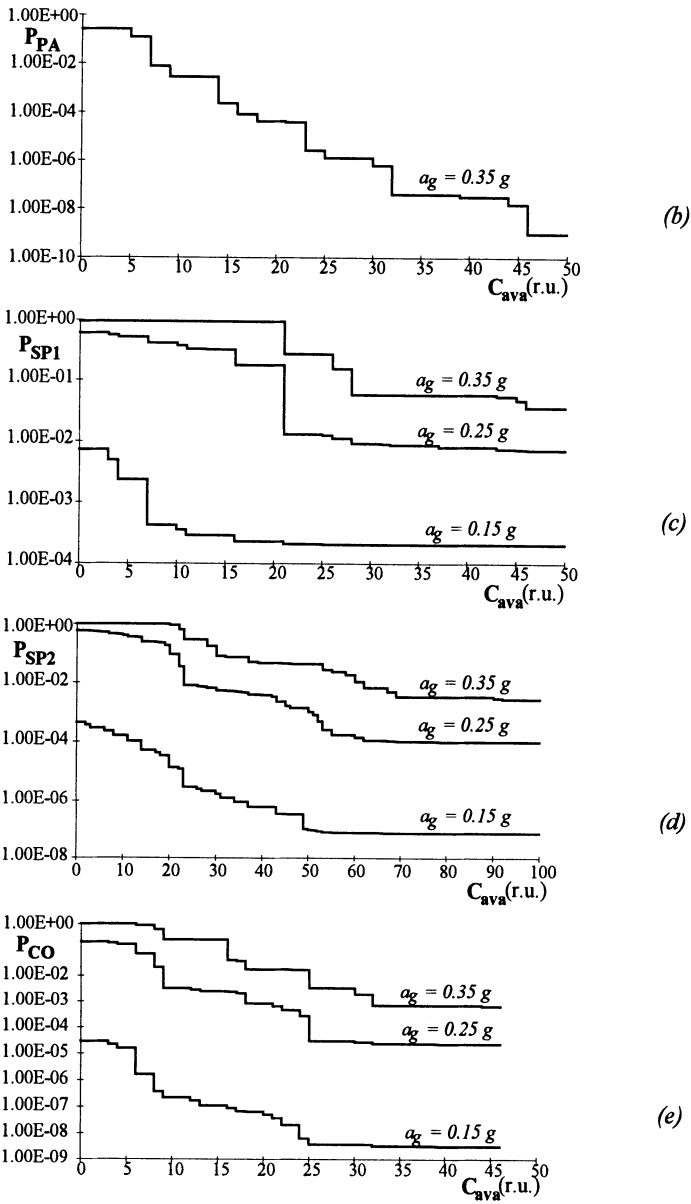 1.00E+00
P_PA
1.00E-02
1.00E-04
1.00E-06
a_g = 0.35 g
1.00E-08
(b)
1.00E-10
0 5 10 15 20 25 30 35 40 45 50
C_ava(r.u.)
1.00E+00
P_SP1
1.00E-01
a_g = 0.35 g
a_g = 0.25 g
1.00E-02
1.00E-03
a_g = 0.15 g
(c)
1.00E-04
0 5 10 15 20 25 30 35 40 45 50
C_ava(r.u.)
1.00E+00
P_SP2
1.00E-02
a_g = 0.35 g
a_g = 0.25 g
1.00E-04
1.00E-06
a_g = 0.15 g
(d)
1.00E-08
0 10 20 30 40 50 60 70 80 90 100
C_ava(r.u.)
1.00E+00
P_CO
1.00E-02
a_g = 0.35 g
1.00E-03
1.00E-04
a_g = 0.25 g
1.00E-05
1.00E-06
1.00E-07
(e)
1.00E-08
a_g = 0.15 g
1.00E-09
0 5 10 15 20 25 30 35 40 45 50
C_ava(r.u.)